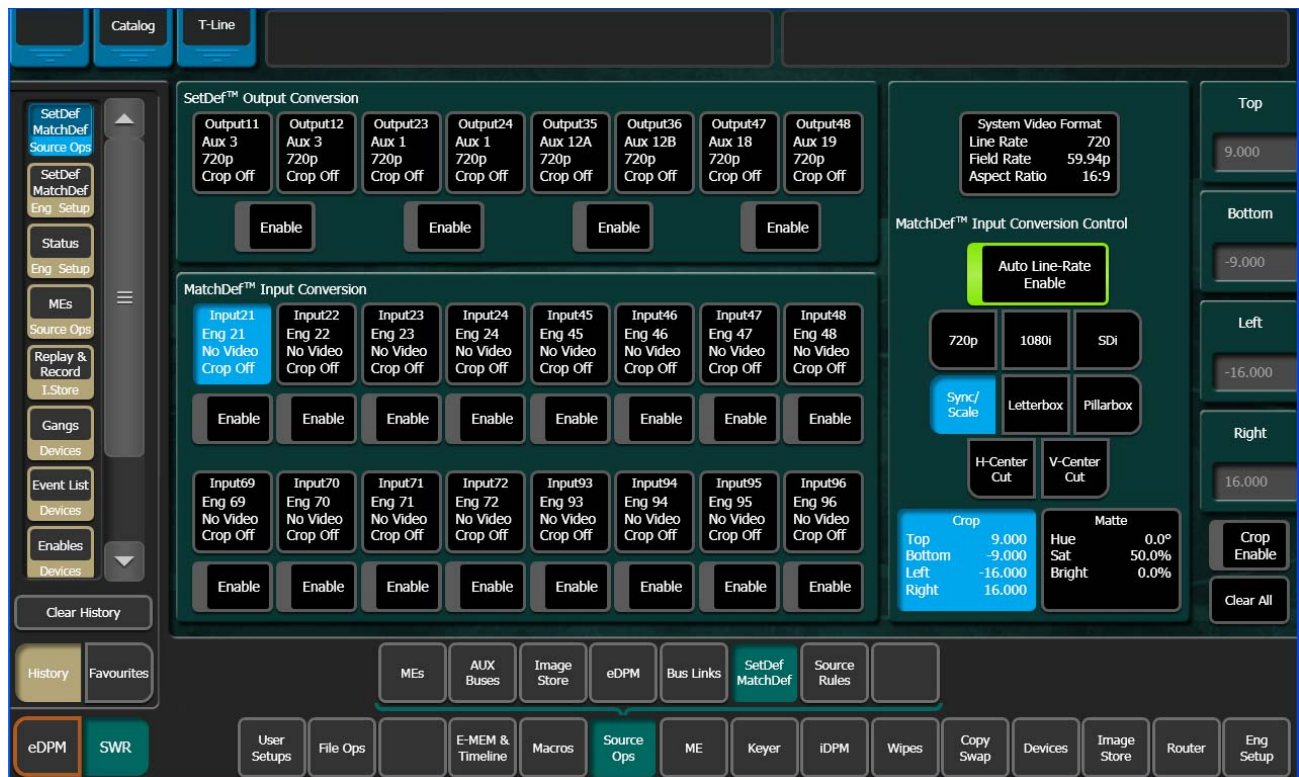 Catalog
T-Line
SetDef
MatchDef
Source Ops
SetDef
MatchDef
Eng Setup
Status
Eng Setup
MEs
Source Ops
Replay &
Record
I.Store
Gangs
Devices
Event List
Devices
Enables
Devices
Clear History
History
Favourites
eDPM
SWR
SetDef™ Output Conversion
Output11
Aux 3
720p
Crop Off
Output12
Aux 3
720p
Crop Off
Output23
Aux 1
720p
Crop Off
Output24
Aux 1
720p
Crop Off
Output35
Aux 12A
720p
Crop Off
Output36
Aux 12B
720p
Crop Off
Output47
Aux 18
720p
Crop Off
Output48
Aux 19
720p
Crop Off
Enable
Enable
Enable
Enable
MatchDef™ Input Conversion
Input21
Eng 21
No Video
Crop Off
Input22
Eng 22
No Video
Crop Off
Input23
Eng 23
No Video
Crop Off
Input24
Eng 24
No Video
Crop Off
Input45
Eng 45
No Video
Crop Off
Input46
Eng 46
No Video
Crop Off
Input47
Eng 47
No Video
Crop Off
Input48
Eng 48
No Video
Crop Off
Enable
Enable
Enable
Enable
Enable
Enable
Enable
Enable
Input69
Eng 69
No Video
Crop Off
Input70
Eng 70
No Video
Crop Off
Input71
Eng 71
No Video
Crop Off
Input72
Eng 72
No Video
Crop Off
Input93
Eng 93
No Video
Crop Off
Input94
Eng 94
No Video
Crop Off
Input95
Eng 95
No Video
Crop Off
Input96
Eng 96
No Video
Crop Off
Enable
Enable
Enable
Enable
Enable
Enable
Enable
Enable
System Video Format
Line Rate 720
Field Rate 59.94p
Aspect Ratio 16:9
MatchDef™ Input Conversion Control
Auto Line-Rate
Enable
720p
1080i
SDi
Sync/
Scale
Letterbox
Pillarbox
H-Center
Cut
V-Center
Cut
Crop
Top 9.000
Bottom -9.000
Left -16.000
Right 16.000
Matte
Hue 0.0°
Sat 50.0%
Bright 0.0%
Top
9.000
Bottom
-9.000
Left
-16.000
Right
16.000
Crop
Enable
Clear All
MEs
AUX
Buses
Image
Store
eDPM
Bus Links
SetDef
MatchDef
Source
Rules
User
Setups
File Ops
E-MEM &
Timeline
Macros
Source
Ops
ME
Keyer
iDPM
Wipes
Copy
Swap
Devices
Image
Store
Router
Eng
Setup